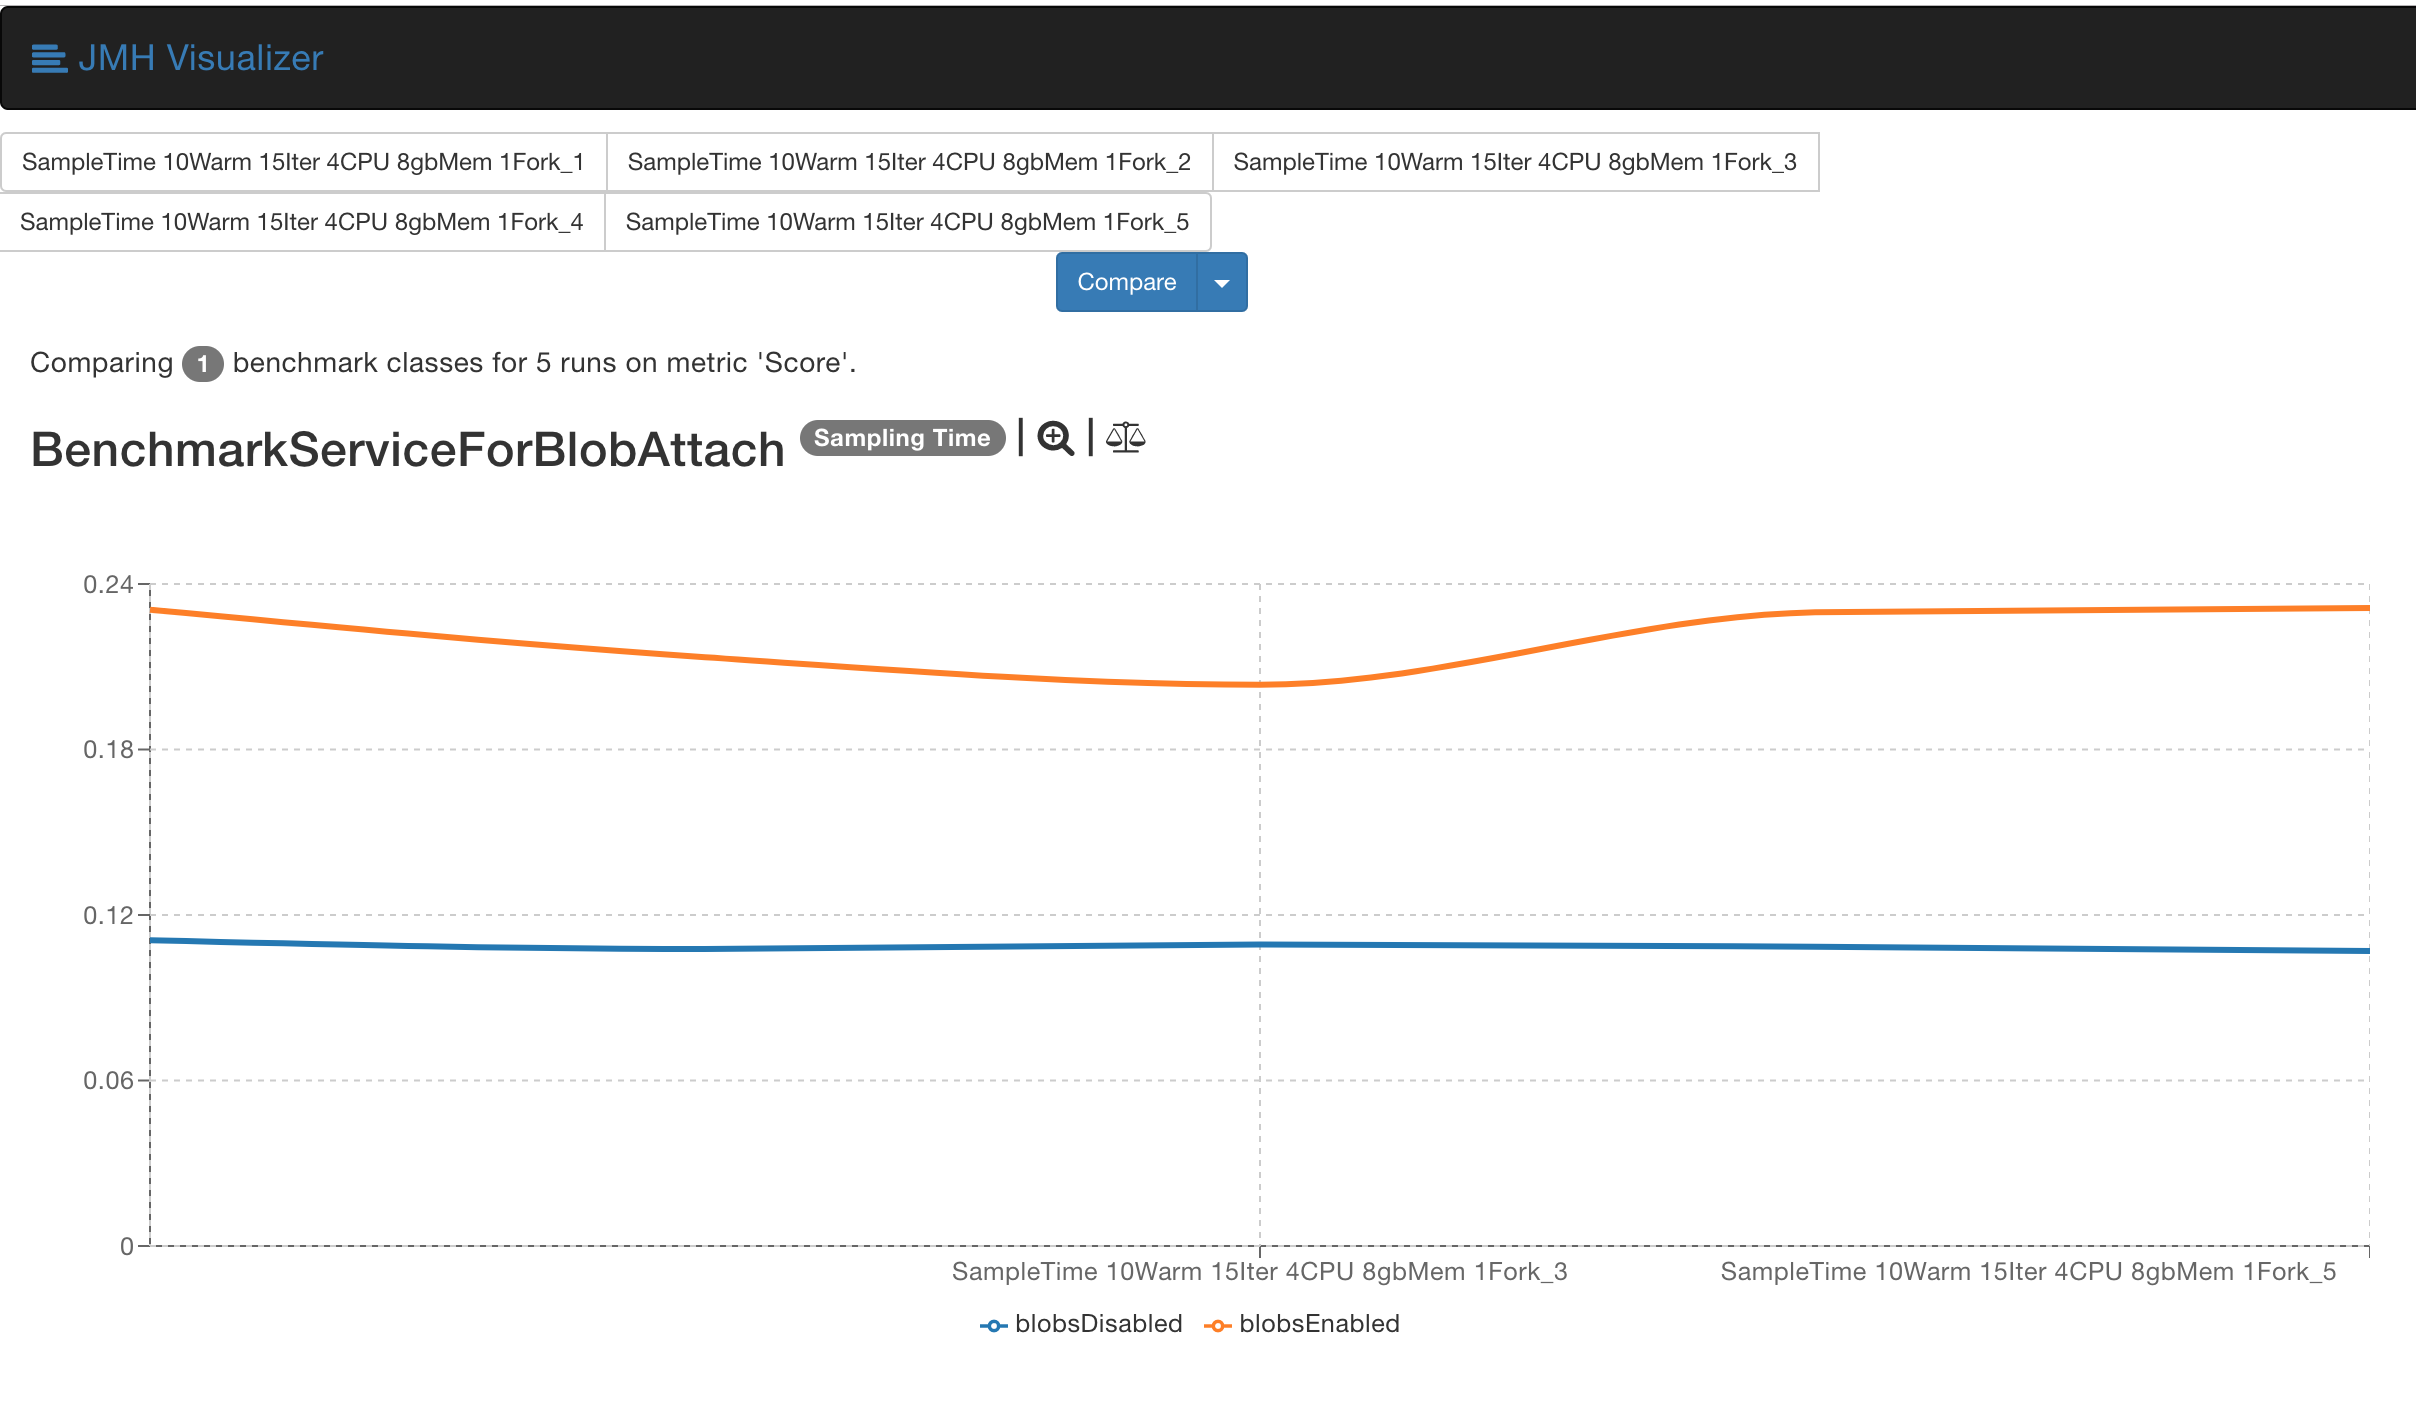 JMH Visualizer
SampleTime 10Warm 15Iter 4CPU 8gbMem 1Fork_1
SampleTime 10Warm 15Iter 4CPU 8gbMem 1Fork_2
SampleTime 10Warm 15Iter 4CPU 8gbMem 1Fork_3
SampleTime 10Warm 15Iter 4CPU 8gbMem 1Fork_4
SampleTime 10Warm 15Iter 4CPU 8gbMem 1Fork_5
Compare
Comparing 1 benchmark classes for 5 runs on metric 'Score'.
BenchmarkServiceForBlobAttach Sampling Time
0.24
0.18
0.12
0.06
0
SampleTime 10Warm 15Iter 4CPU 8gbMem 1Fork_3
SampleTime 10Warm 15Iter 4CPU 8gbMem 1Fork_5
blobsDisabled
blobsEnabled